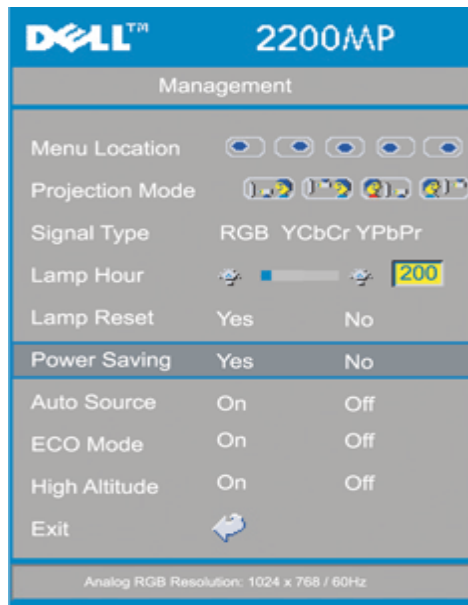 DELL™ 2200MP
Management
Menu Location
Projection Mode
Signal Type RGB YCbCr YPbPr
Lamp Hour 200
Lamp Reset Yes No
Power Saving Yes No
Auto Source On Off
ECO Mode On Off
High Altitude On Off
Exit
Analog RGB Resolution: 1024 x 768 / 60Hz